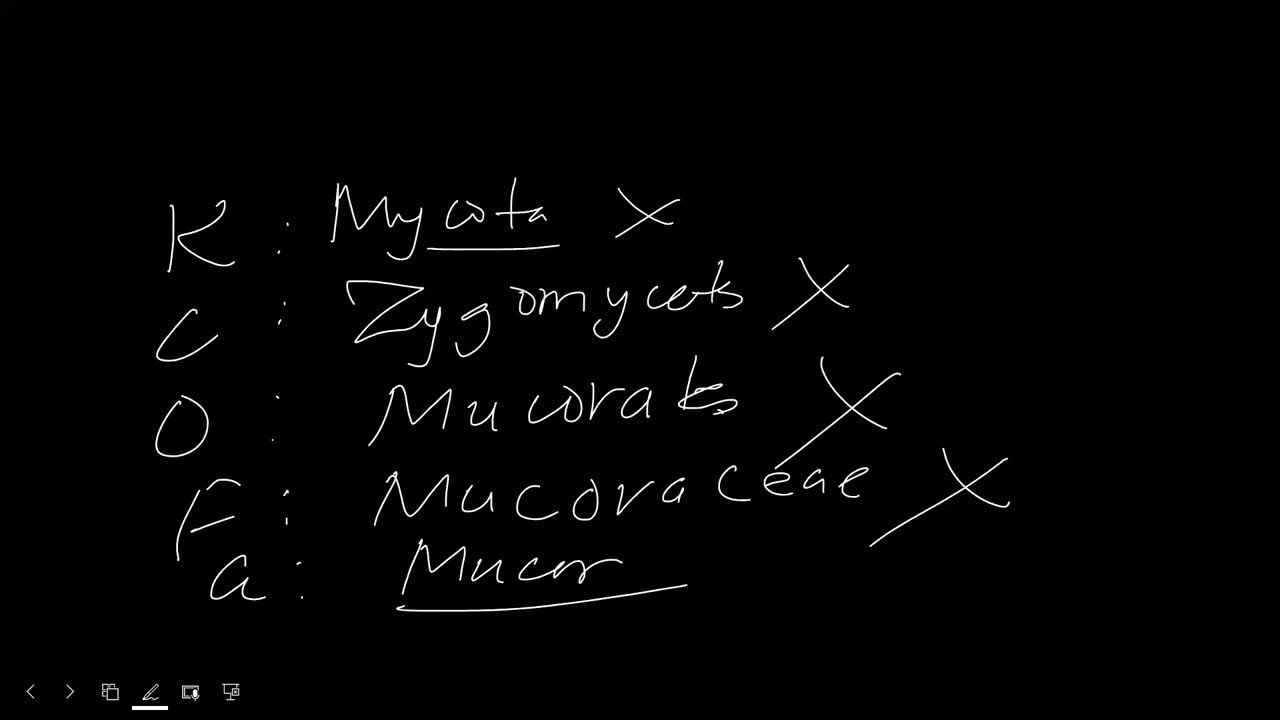 K : Mycota X
C : Zygomycets X
O : Mucorales X
F : Mucoraceae X
G : Mucor